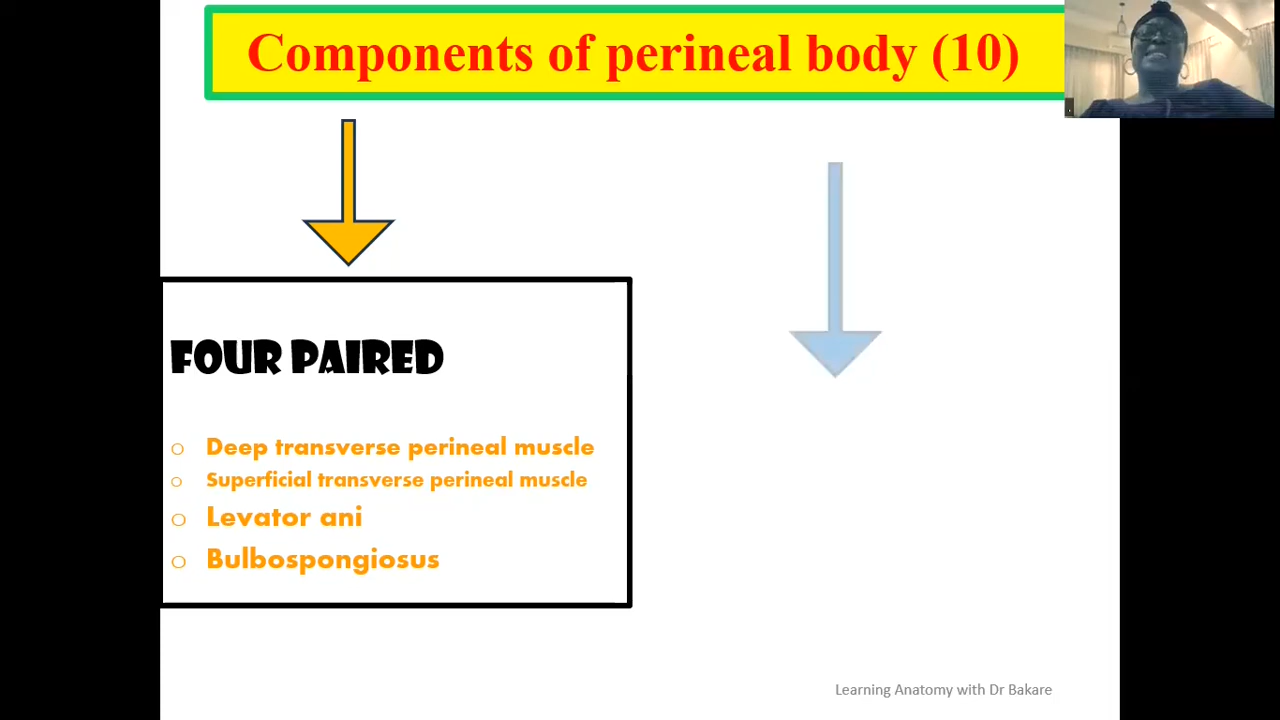 Components of perineal body (10)
FOUR PAIRED
o Deep transverse perineal muscle
o Superficial transverse perineal muscle
o Levator ani
o Bulbospongiosus
Learning Anatomy with Dr Bakare